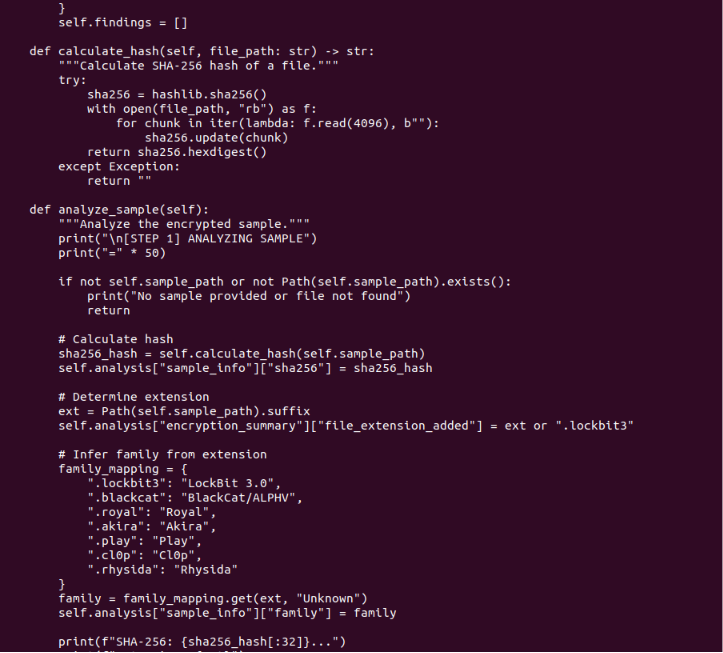 }
        self.findings = []

    def calculate_hash(self, file_path: str) -> str:
        """Calculate SHA-256 hash of a file."""
        try:
            sha256 = hashlib.sha256()
            with open(file_path, "rb") as f:
                for chunk in iter(lambda: f.read(4096), b""):
                    sha256.update(chunk)
            return sha256.hexdigest()
        except Exception:
            return ""

    def analyze_sample(self):
        """Analyze the encrypted sample."""
        print("\n[STEP 1] ANALYZING SAMPLE")
        print("=" * 50)

        if not self.sample_path or not Path(self.sample_path).exists():
            print("No sample provided or file not found")
            return

        # Calculate hash
        sha256_hash = self.calculate_hash(self.sample_path)
        self.analysis["sample_info"]["sha256"] = sha256_hash

        # Determine extension
        ext = Path(self.sample_path).suffix
        self.analysis["encryption_summary"]["file_extension_added"] = ext or ".lockbit3"

        # Infer family from extension
        family_mapping = {
            ".lockbit3": "LockBit 3.0",
            ".blackcat": "BlackCat/ALPHV",
            ".royal": "Royal",
            ".akira": "Akira",
            ".play": "Play",
            ".cl0p": "Cl0p",
            ".rhysida": "Rhysida"
        }
        family = family_mapping.get(ext, "Unknown")
        self.analysis["sample_info"]["family"] = family

        print(f"SHA-256: {sha256_hash[:32]}...")